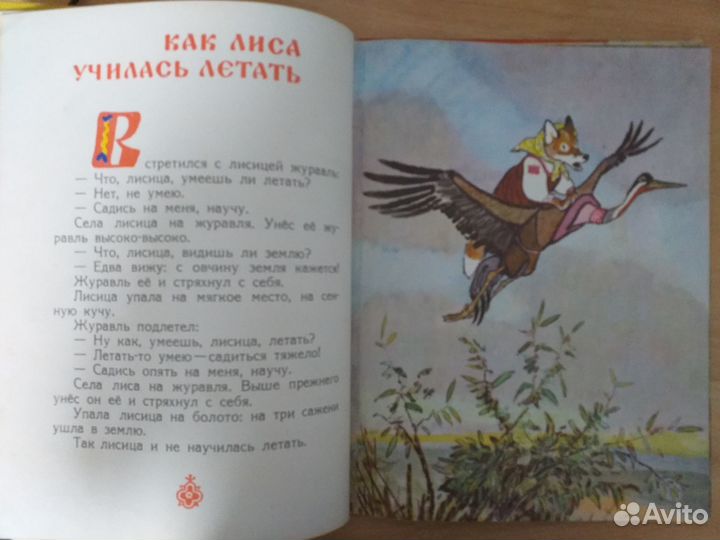 КАК ЛИСА
УЧИЛАСЬ ЛЕТАТЬ
Встретился с лисицей журавль:
— Что, лисица, умеешь ли летать?
— Нет, не умею.
— Садись на меня, научу.
Села лисица на журавля. Унёс её жу-
равль высоко-высоко.
— Что, лисица, видишь ли землю?
— Едва вижу: с овчину земля кажется!
Журавль её и стряхнул с себя.
Лисица упала на мягкое место, на сен-
ную кучу.
Журавль подлетел:
— Ну как, умеешь, лисица, летать?
— Летать-то умею — садиться тяжело!
— Садись опять на меня, научу.
Села лиса на журавля. Выше прежнего
унёс он её и стряхнул с себя.
Упала лисица на болото: на три сажени
ушла в землю.
Так лисица и не научилась летать.
Avito